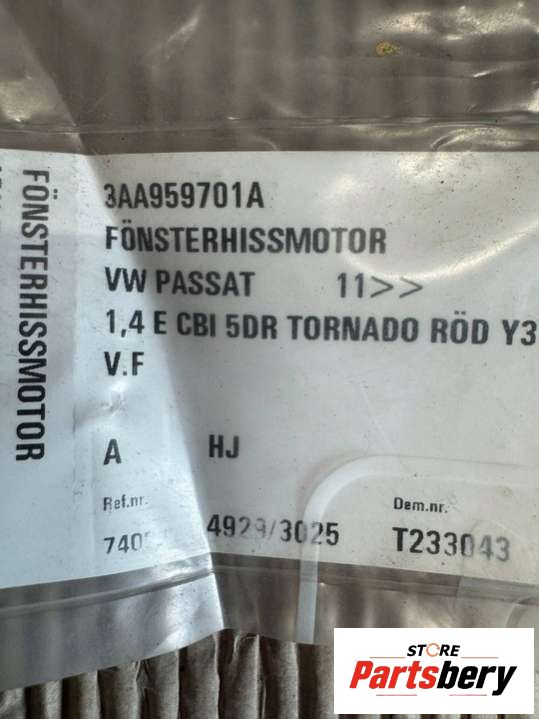 3AA959701A
FÖNSTERHISSMOTOR
VW PASSAT 11>>
1,4 E CBI 5DR TORNADO RÖD Y3
V.F
A HJ
Ref.nr. Dem.nr.
740 4929/3025 T233043
FÖNSTERHISSMOTOR
STORE
Partsbery